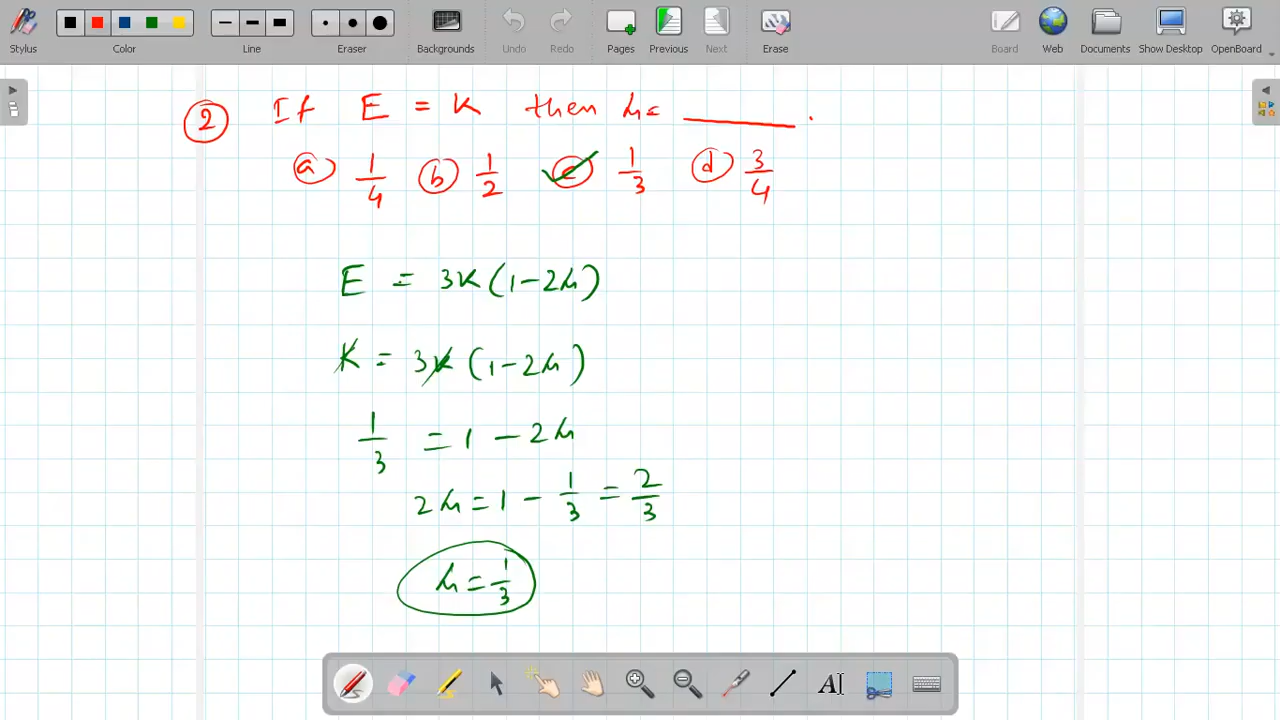 Stylus Color Line Eraser Backgrounds Undo Redo Pages Previous Next Erase Board Web Documents Show Desktop OpenBoard
② If E = K then μ = ______ .
ⓐ 1/4 ⓑ 1/2 ⓒ 1/3 ⓓ 3/4
E = 3K(1-2μ)
K = 3K(1-2μ)
1/3 = 1 - 2μ
2μ = 1 - 1/3 = 2/3
μ = 1/3